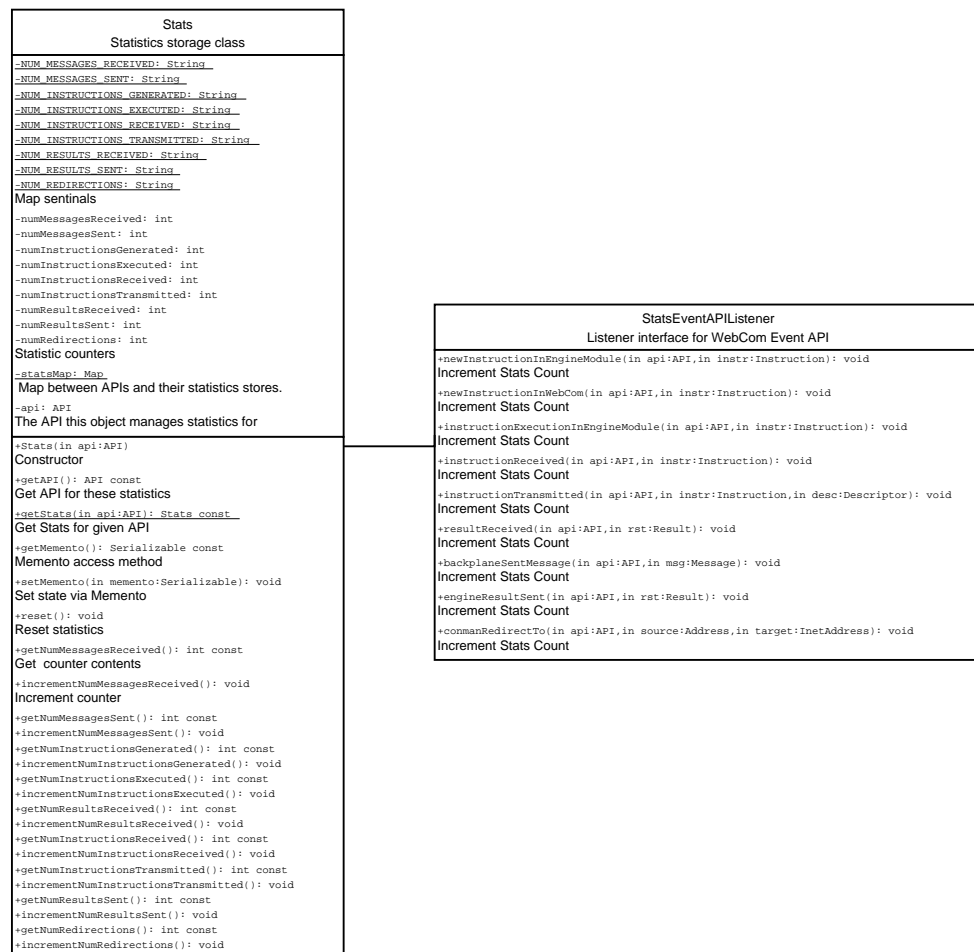 Stats
Statistics storage class
-NUM_MESSAGES_RECEIVED: String
-NUM_MESSAGES_SENT: String
-NUM_INSTRUCTIONS_GENERATED: String
-NUM_INSTRUCTIONS_EXECUTED: String
-NUM_INSTRUCTIONS_RECEIVED: String
-NUM_INSTRUCTIONS_TRANSMITTED: String
-NUM_RESULTS_RECEIVED: String
-NUM_RESULTS_SENT: String
-NUM_REDIRECTIONS: String
Map sentinals
-numMessagesReceived: int
-numMessagesSent: int
-numInstructionsGenerated: int
-numInstructionsExecuted: int
-numInstructionsReceived: int
-numInstructionsTransmitted: int
-numResultsReceived: int
-numResultsSent: int
-numRedirections: int
Statistic counters
-statsMap: Map
Map between APIs and their statistics stores.
-api: API
The API this object manages statistics for
+Stats(in api:API)
Constructor
+getAPI(): API const
Get API for these statistics
+getStats(in api:API): Stats const
Get Stats for given API
+getMemento(): Serializable const
Memento access method
+setMemento(in memento:Serializable): void
Set state via Memento
+reset(): void
Reset statistics
+getNumMessagesReceived(): int const
Get counter contents
+incrementNumMessagesReceived(): void
Increment counter
+getNumMessagesSent(): int const
+incrementNumMessagesSent(): void
+getNumInstructionsGenerated(): int const
+incrementNumInstructionsGenerated(): void
+getNumInstructionsExecuted(): int const
+incrementNumInstructionsExecuted(): void
+getNumResultsReceived(): int const
+incrementNumResultsReceived(): void
+getNumInstructionsReceived(): int const
+incrementNumInstructionsReceived(): void
+getNumInstructionsTransmitted(): int const
+incrementNumInstructionsTransmitted(): void
+getNumResultsSent(): int const
+incrementNumResultsSent(): void
+getNumRedirections(): int const
+incrementNumRedirections(): void
StatsEventAPIListener
Listener interface for WebCom Event API
+newInstructionInEngineModule(in api:API,in instr:Instruction): void
Increment Stats Count
+newInstructionInWebCom(in api:API,in instr:Instruction): void
Increment Stats Count
+instructionExecutionInEngineModule(in api:API,in instr:Instruction): void
Increment Stats Count
+instructionReceived(in api:API,in instr:Instruction): void
Increment Stats Count
+instructionTransmitted(in api:API,in instr:Instruction,in desc:Descriptor): void
Increment Stats Count
+resultReceived(in api:API,in rst:Result): void
Increment Stats Count
+backplaneSentMessage(in api:API,in msg:Message): void
Increment Stats Count
+engineResultSent(in api:API,in rst:Result): void
Increment Stats Count
+conmanRedirectTo(in api:API,in source:Address,in target:InetAddress): void
Increment Stats Count